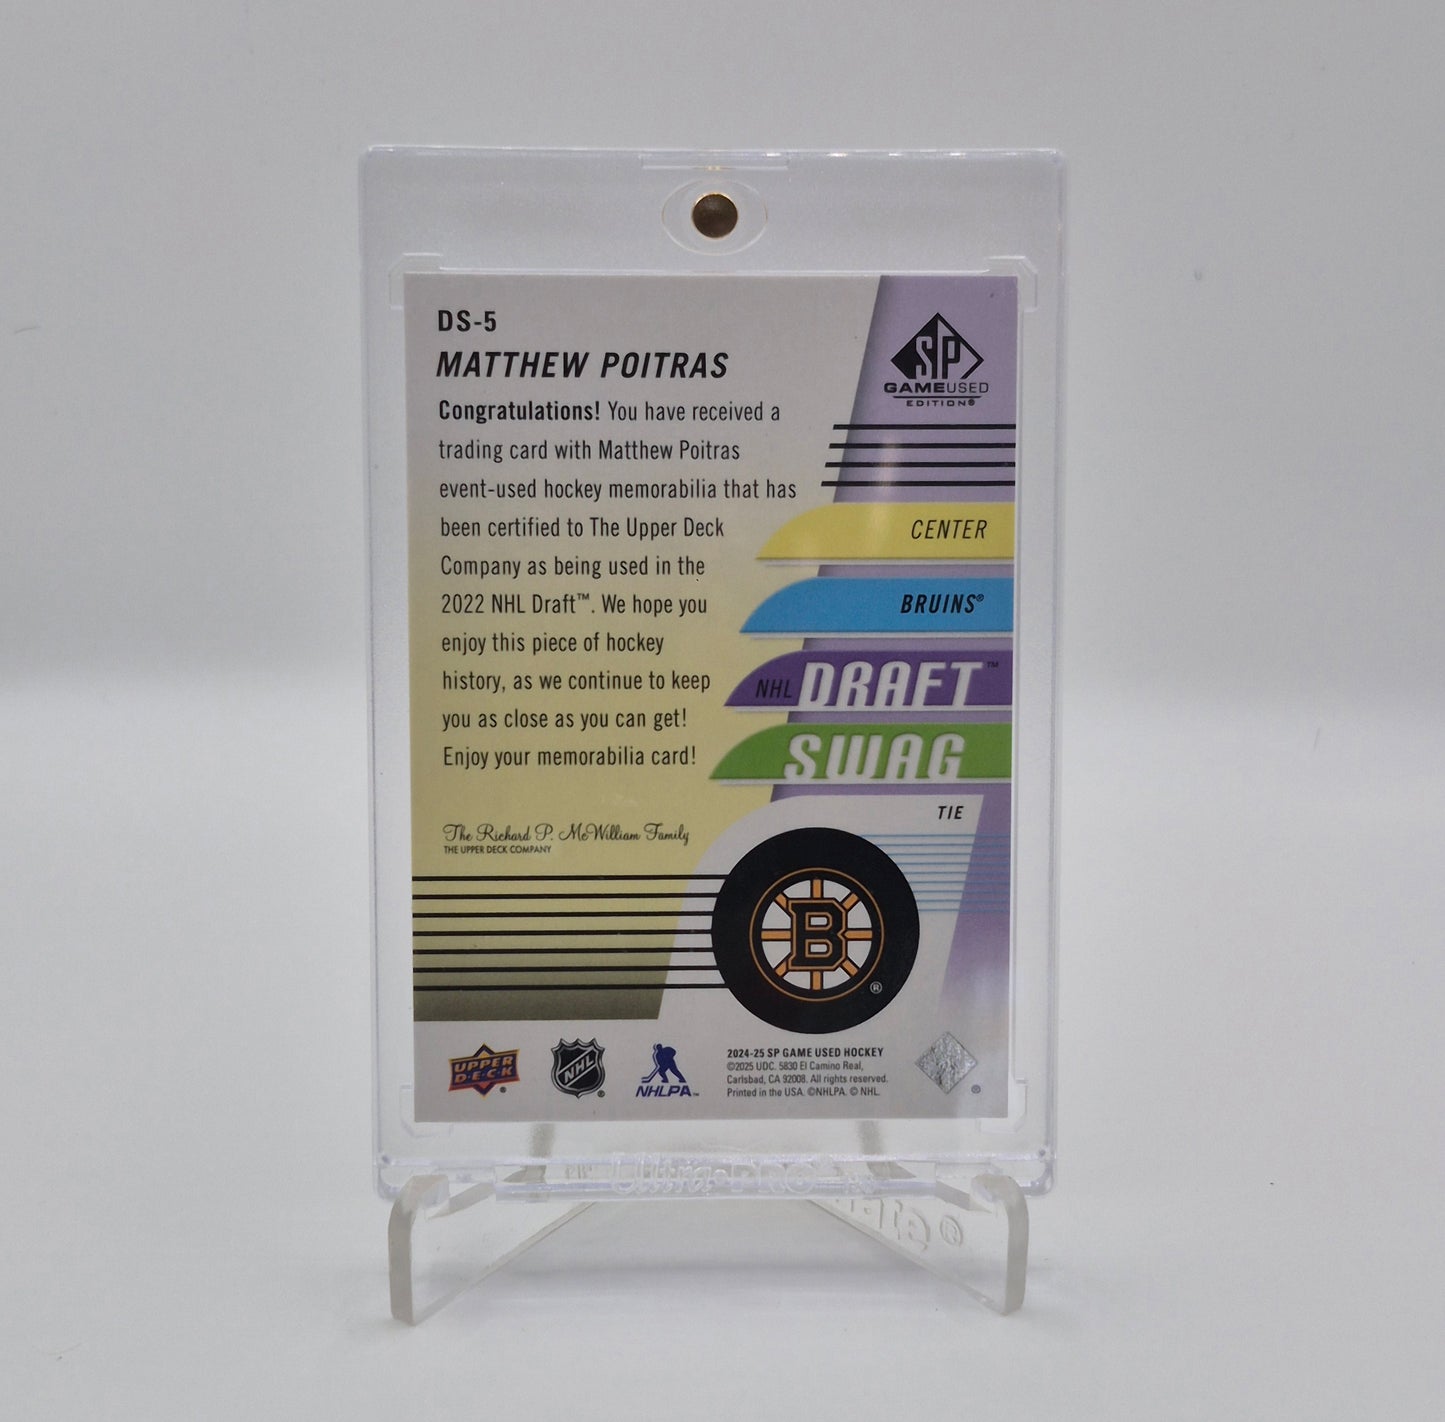 DS-5
MATTHEW POITRAS
Congratulations! You have received a
trading card with Matthew Poitras
event-used hockey memorabilia that has
been certified to The Upper Deck
Company as being used in the
2022 NHL Draft™. We hope you
enjoy this piece of hockey
history, as we continue to keep
you as close as you can get!
Enjoy your memorabilia card!
The Richard P. McWilliam Family
THE UPPER DECK COMPANY
SP
GAMEUSED
EDITION®
CENTER
BRUINS®
NHL DRAFT™
SWAG
TIE
B
®
UPPER
D·E·C·K
®
NHL
®
NHLPA™
2024-25 SP GAME USED HOCKEY
©2025 UDC. 5830 El Camino Real,
Carlsbad, CA 92008. All rights reserved.
Printed in the USA. ©NHLPA. © NHL.
®
Ultra·PRO®